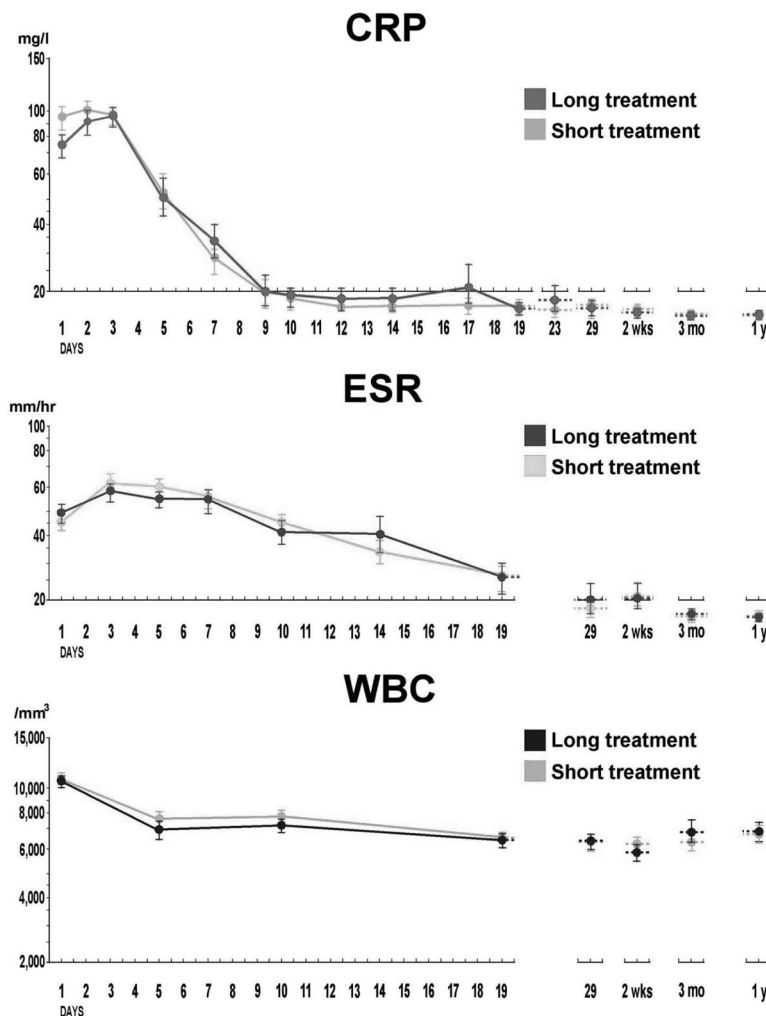 CRP
mg/l
150
100
80
60
40
20
Long treatment
Short treatment
1 2 3 4 5 6 7 8 9 10 11 12 13 14 15 16 17 18 19 23 29 2 wks 3 mo 1 y
DAYS
ESR
mm/hr
100
80
60
40
20
Long treatment
Short treatment
1 2 3 4 5 6 7 8 9 10 11 12 13 14 15 16 17 18 19 29 2 wks 3 mo 1 y
DAYS
WBC
/mm³
15,000
10,000
8,000
6,000
4,000
2,000
Long treatment
Short treatment
1 2 3 4 5 6 7 8 9 10 11 12 13 14 15 16 17 18 19 29 2 wks 3 mo 1 y
DAYS